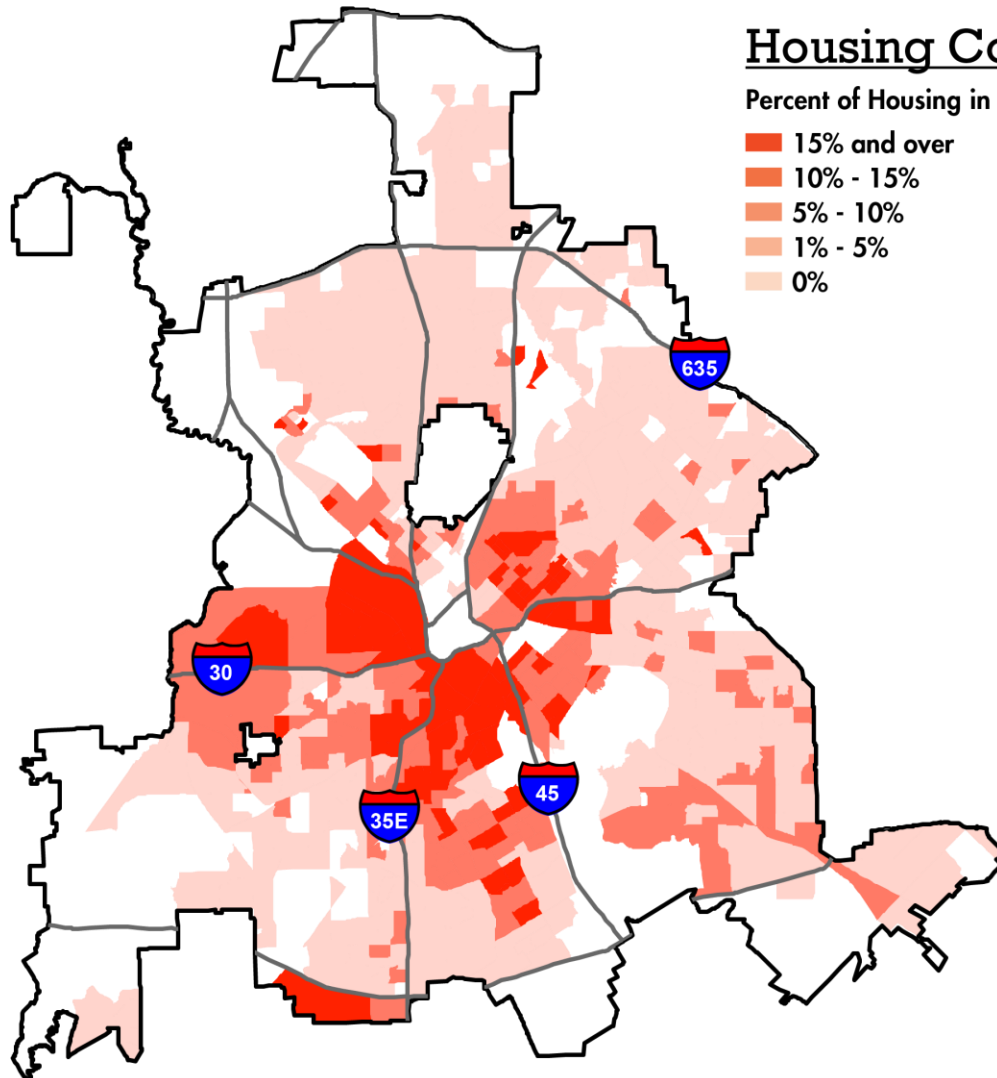 Housing Co
Percent of Housing in
15% and over
10% - 15%
5% - 10%
1% - 5%
0%
635
30
45
35E